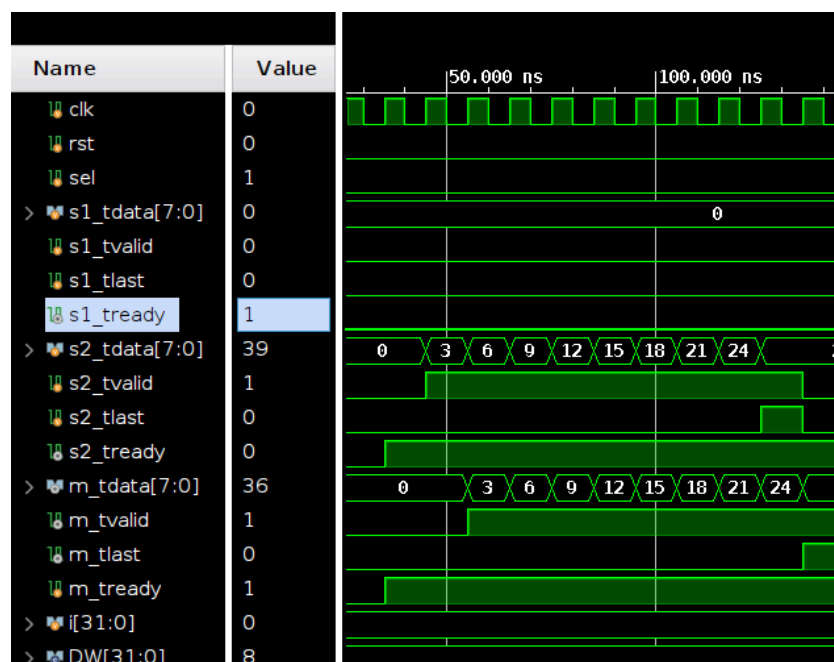 Name Value 50.000 ns 100.000 ns
clk 0
rst 0
sel 1
s1_tdata[7:0] 0 0
s1_tvalid 0
s1_tlast 0
s1_tready 1
s2_tdata[7:0] 39 0 3 6 9 12 15 18 21 24
s2_tvalid 1
s2_tlast 0
s2_tready 0
m_tdata[7:0] 36 0 3 6 9 12 15 18 21 24
m_tvalid 1
m_tlast 0
m_tready 1
i[31:0] 0
DW[31:0] 8